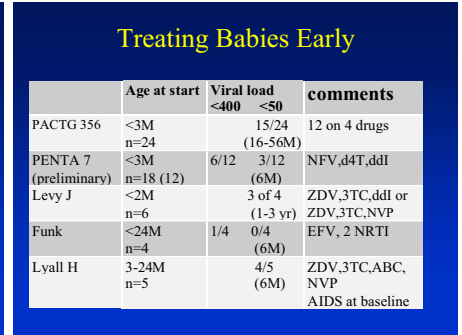 Treating Babies Early
Age at start Viral load comments
<400 <50
PACTG 356 <3M 15/24 12 on 4 drugs
n=24 (16-56M)
PENTA 7 <3M 6/12 3/12 NFV,d4T,ddI
(preliminary) n=18 (12) (6M)
Levy J <2M 3 of 4 ZDV,3TC,ddI or
n=6 (1-3 yr) ZDV,3TC,NVP
Funk <24M 1/4 0/4 EFV, 2 NRTI
n=4 (6M)
Lyall H 3-24M 4/5 ZDV,3TC,ABC,
n=5 (6M) NVP
AIDS at baseline